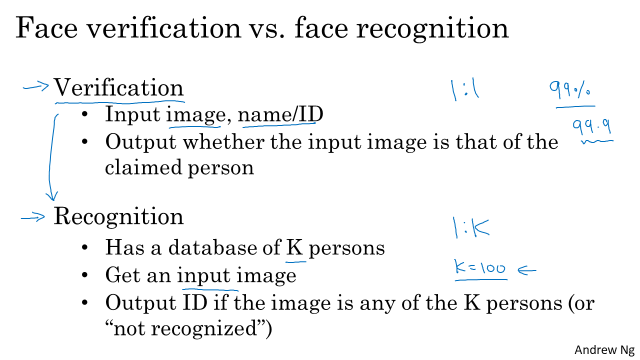 Face verification vs. face recognition
→ Verification
1:1
99%
99.9
• Input image, name/ID
• Output whether the input image is that of the
claimed person
→ Recognition
1:K
• Has a database of K persons
K=100 ←
• Get an input image
• Output ID if the image is any of the K persons (or
“not recognized”)
Andrew Ng